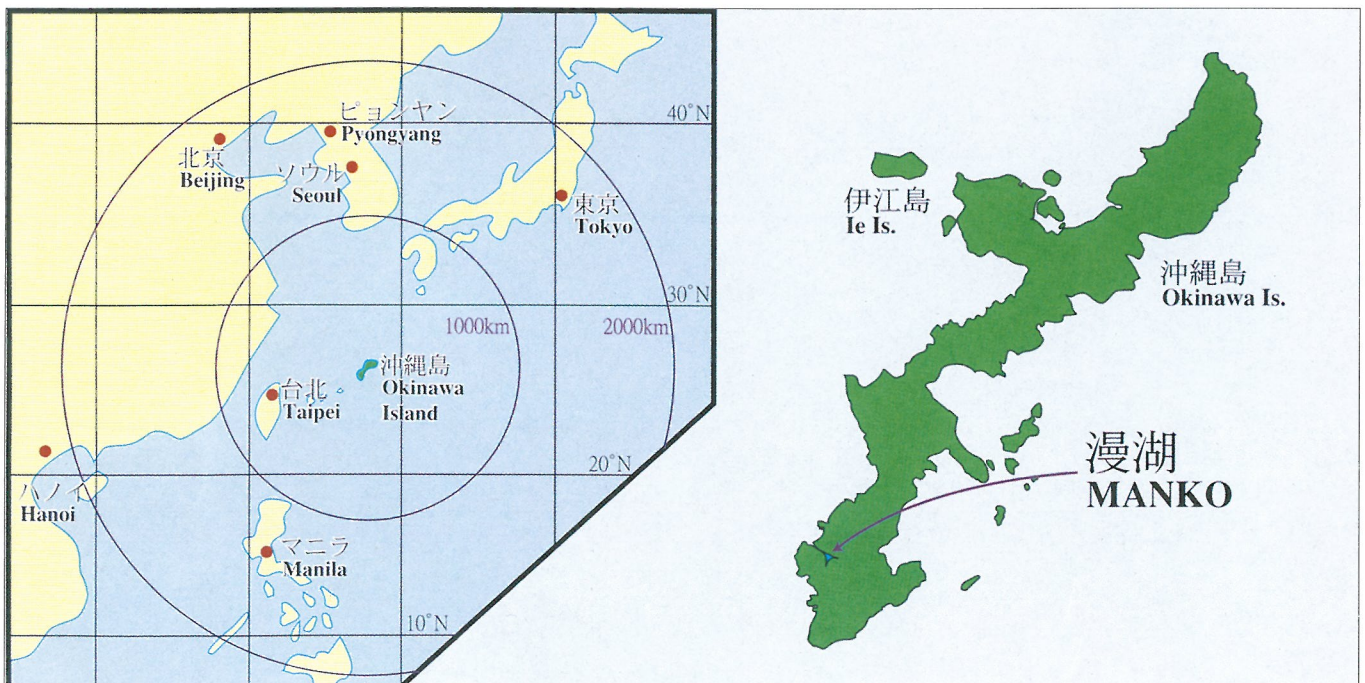 ピョンヤン
Pyongyang
40°N
北京
Beijing
ソウル
Seoul
東京
Tokyo
30°N
1000km
2000km
沖縄島
Okinawa
Island
台北
Taipei
20°N
ハノイ
Hanoi
マニラ
Manila
10°N
伊江島
Ie Is.
沖縄島
Okinawa Is.
漫湖
MANKO